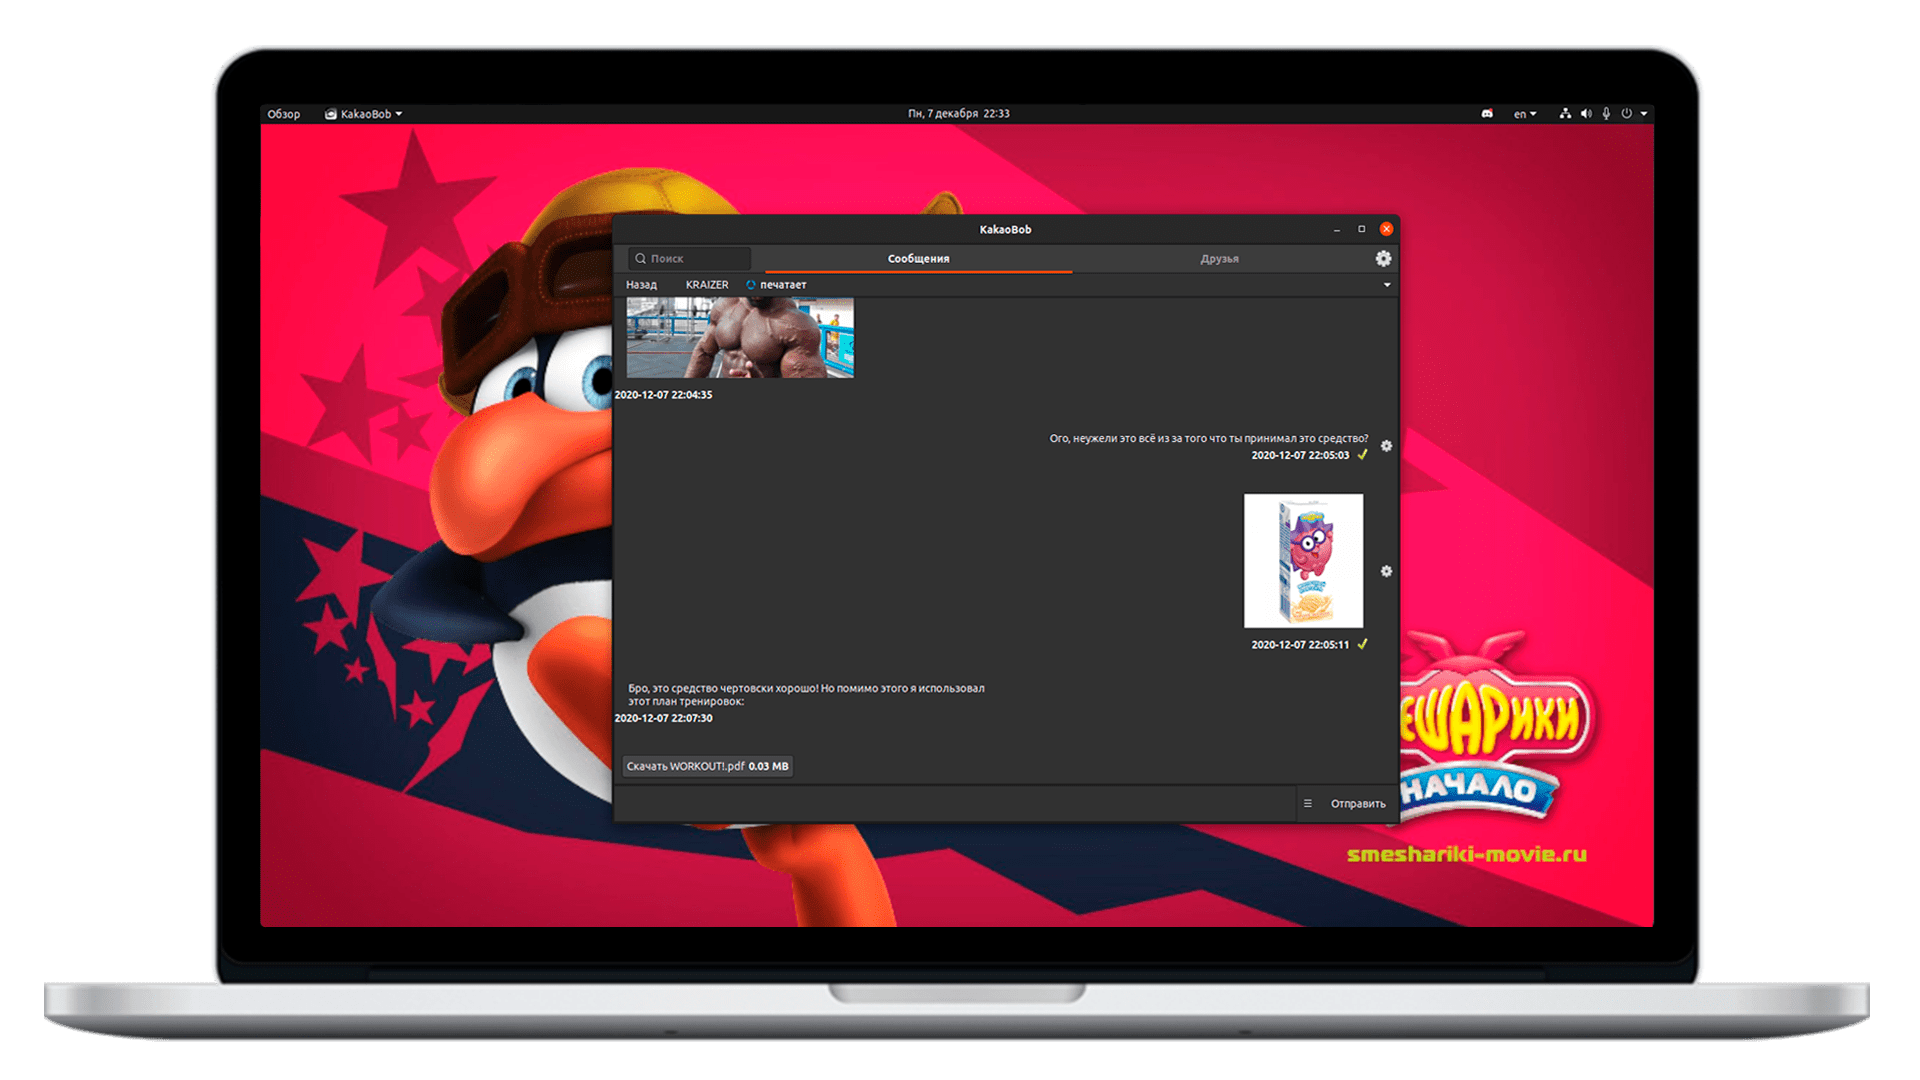 Обзор KakaoBob Пн, 7 декабря 22:33 en
KakaoBob
Поиск Сообщения Друзья
Назад KRAIZER печатает
2020-12-07 22:04:35
Ого, неужели это всё из за того что ты принимал это средство?
2020-12-07 22:05:03
2020-12-07 22:05:11
Бро, это средство чертовски хорошо! Но помимо этого я использовал
этот план тренировок:
2020-12-07 22:07:30
Скачать WORKOUT!.pdf 0.03 MB
Отправить
ЕШАРИКИ
НАЧАЛО
smeshariki-movie.ru